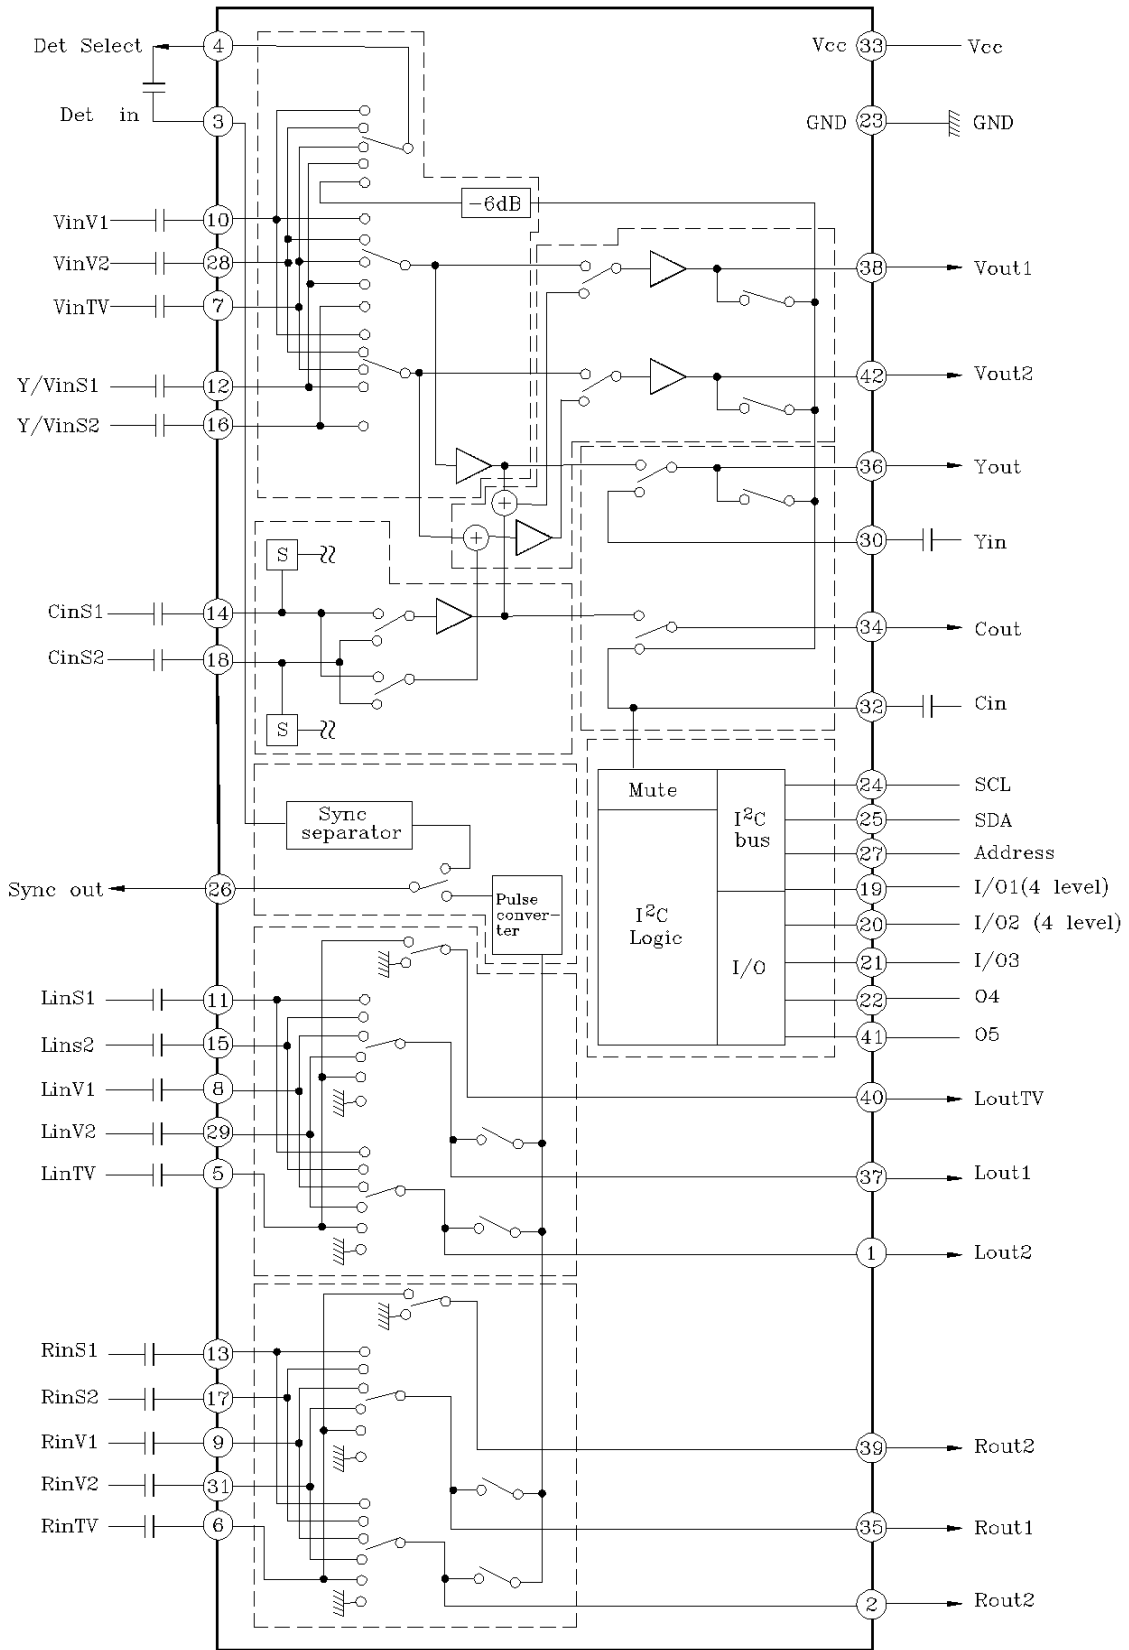 Det Select 4 Vcc 33 Vcc
Det in 3 GND 23 GND
-6dB
VinV1 10
VinV2 28 38 Vout1
VinTV 7
Y/VinS1 12 42 Vout2
Y/VinS2 16
36 Yout
+
+
30 Yin
S
CinS1 14 34 Cout
CinS2 18
32 Cin
S
Mute
I²C
bus
24 SCL
25 SDA
27 Address
Sync
separator
Sync out 26 19 I/O1(4 level)
Pulse
conver-
ter
I²C
Logic
20 I/O2 (4 level)
I/O
21 I/O3
LinS1 11 22 O4
Lins2 15 41 O5
LinV1 8 40 LoutTV
LinV2 29
LinTV 5 37 Lout1
1 Lout2
RinS1 13
RinS2 17
RinV1 9 39 Rout2
RinV2 31
RinTV 6 35 Rout1
2 Rout2